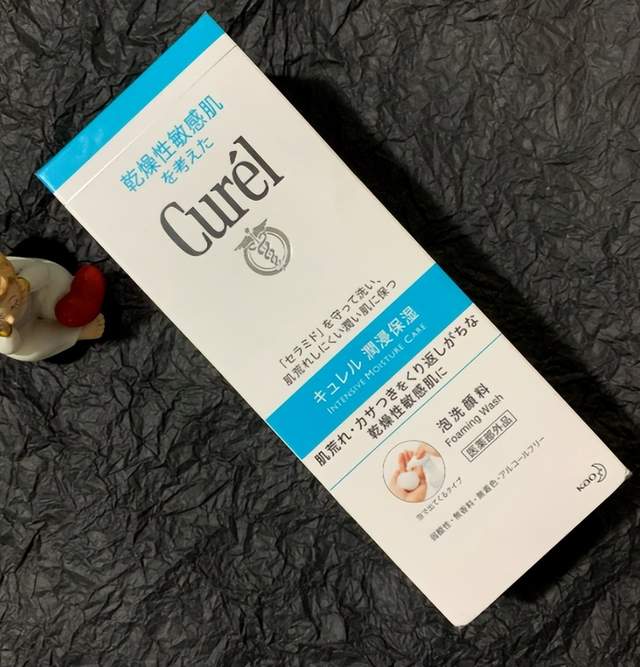 乾燥性敏感肌
を考えた
Curél
「セラミド」を守って洗い、
肌荒れしにくい潤い肌に保つ
キュレル 潤浸保湿
INTENSIVE MOISTURE CARE
肌荒れ・カサつきをくり返しがちな
乾燥性敏感肌に
泡洗顔料
Foaming Wash
医薬部外品
泡で出てくるタイプ
弱酸性・無香料・無着色・アルコールフリー
Kao